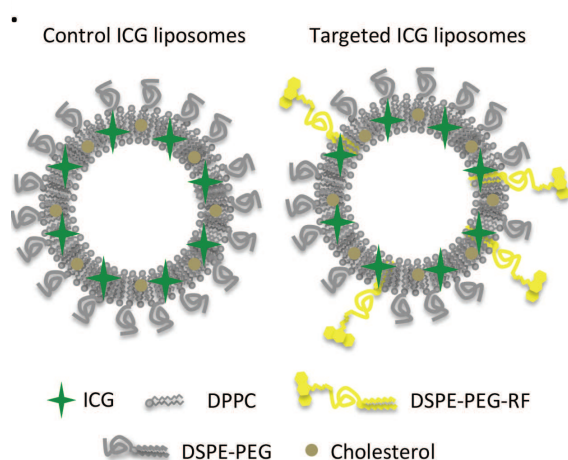 Control ICG liposomes Targeted ICG liposomes
ICG DPPC DSPE-PEG-RF
DSPE-PEG Cholesterol